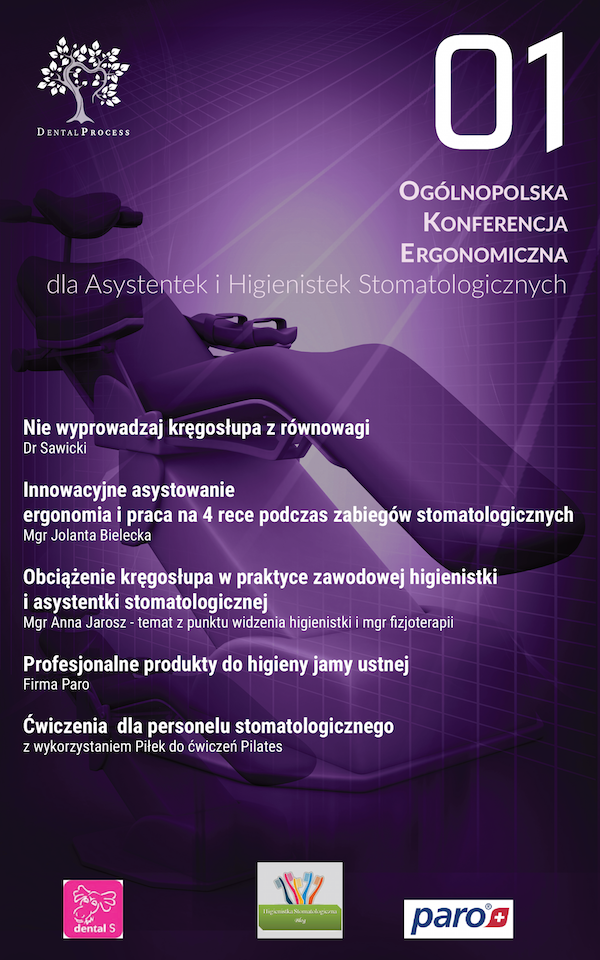 DentalProcess
01
Ogólnopolska
Konferencja
Ergonomiczna
dla Asystentek i Higienistek Stomatologicznych
Nie wyprowadzaj kręgosłupa z równowagi
Dr Sawicki
Innowacyjne asystowanie
ergonomia i praca na 4 rece podczas zabiegów stomatologicznych
Mgr Jolanta Bielecka
Obciążenie kręgosłupa w praktyce zawodowej higienistki
i asystentki stomatologicznej
Mgr Anna Jarosz - temat z punktu widzenia higienistki i mgr fizjoterapii
Profesjonalne produkty do higieny jamy ustnej
Firma Paro
Ćwiczenia dla personelu stomatologicznego
z wykorzystaniem Piłek do ćwiczeń Pilates
dental S
HigienistkaStomatologiczna
Blog
paro®